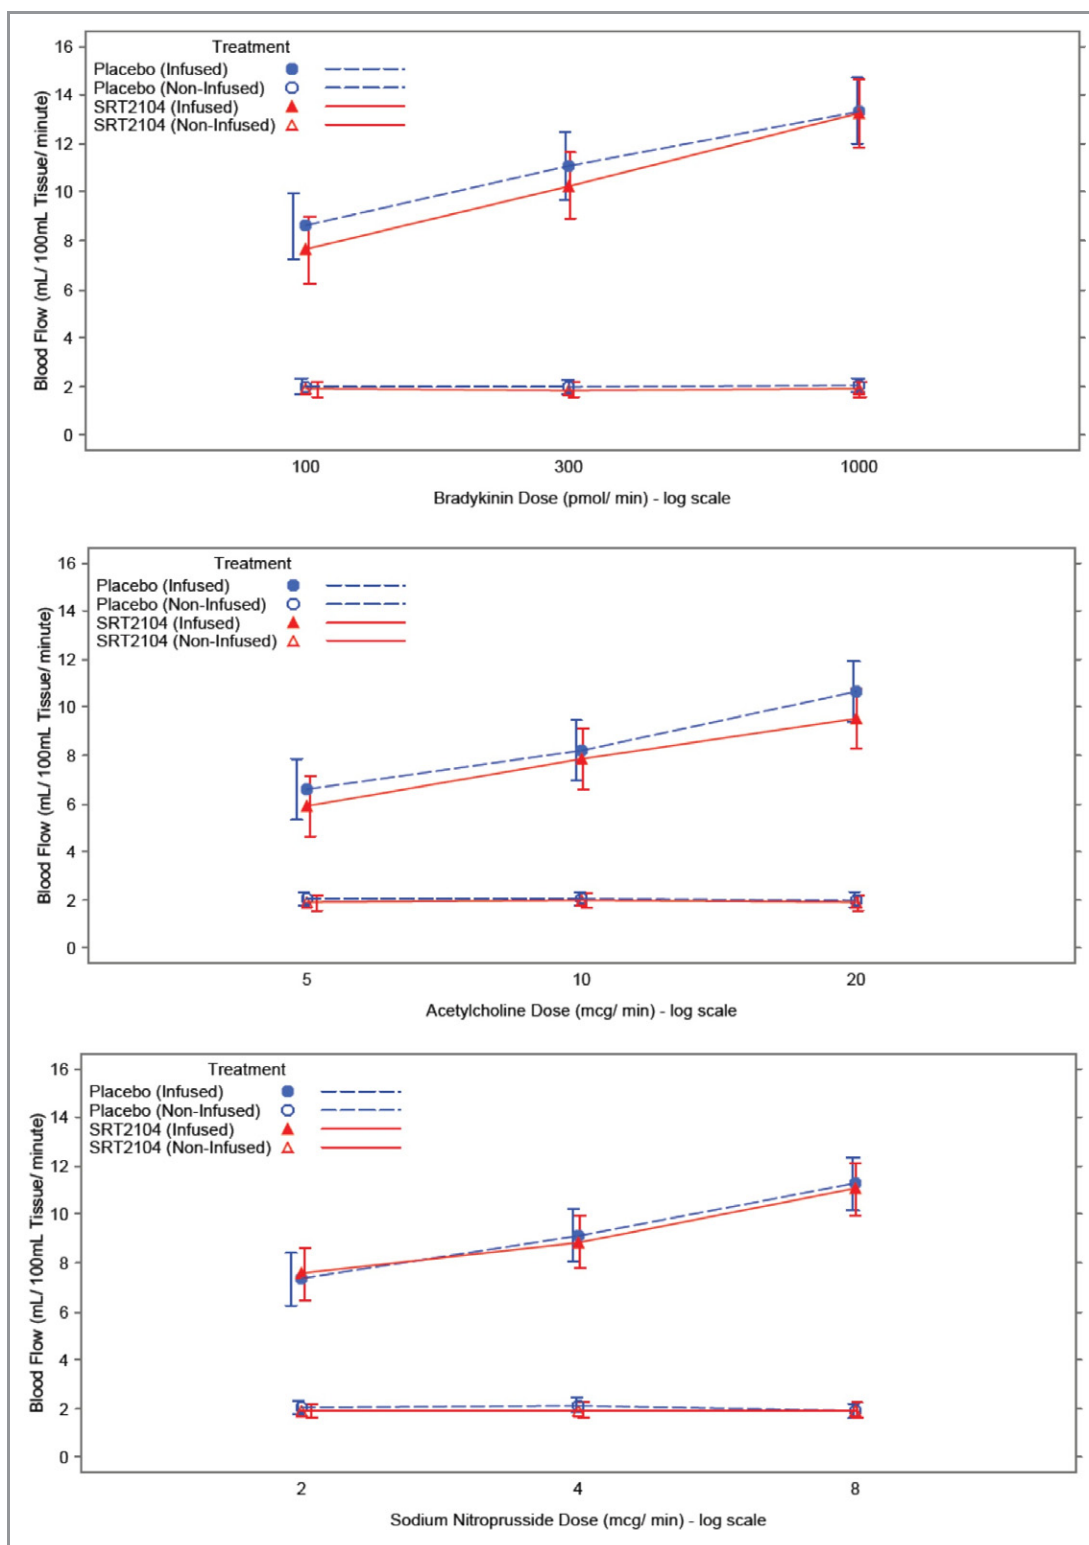 Treatment
Placebo (Infused)
Placebo (Non-Infused)
SRT2104 (Infused)
SRT2104 (Non-Infused)
16
14
12
10
8
6
4
2
0
Blood Flow (mL/ 100mL Tissue/ minute)
100 300 1000
Bradykinin Dose (pmol/ min) - log scale
Treatment
Placebo (Infused)
Placebo (Non-Infused)
SRT2104 (Infused)
SRT2104 (Non-Infused)
16
14
12
10
8
6
4
2
0
Blood Flow (mL/ 100mL Tissue/ minute)
5 10 20
Acetylcholine Dose (mcg/ min) - log scale
Treatment
Placebo (Infused)
Placebo (Non-Infused)
SRT2104 (Infused)
SRT2104 (Non-Infused)
16
14
12
10
8
6
4
2
0
Blood Flow (mL/ 100mL Tissue/ minute)
2 4 8
Sodium Nitroprusside Dose (mcg/ min) - log scale